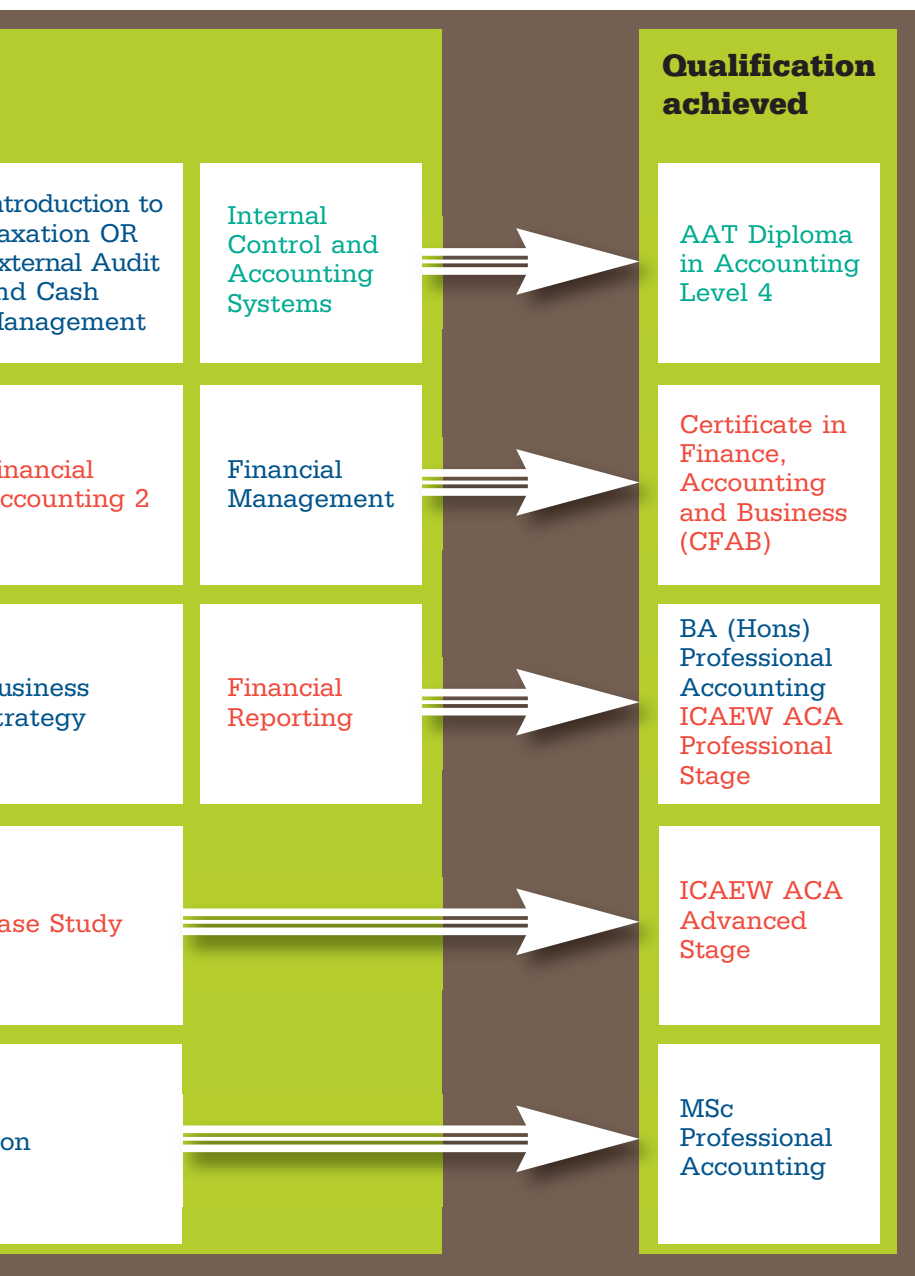 Qualification
achieved
ntroduction to
axation OR
xternal Audit
nd Cash
anagement
Internal
Control and
Accounting
Systems
AAT Diploma
in Accounting
Level 4
inancial
ccounting 2
Financial
Management
Certificate in
Finance,
Accounting
and Business
(CFAB)
usiness
trategy
Financial
Reporting
BA (Hons)
Professional
Accounting
ICAEW ACA
Professional
Stage
ase Study
ICAEW ACA
Advanced
Stage
on
MSc
Professional
Accounting